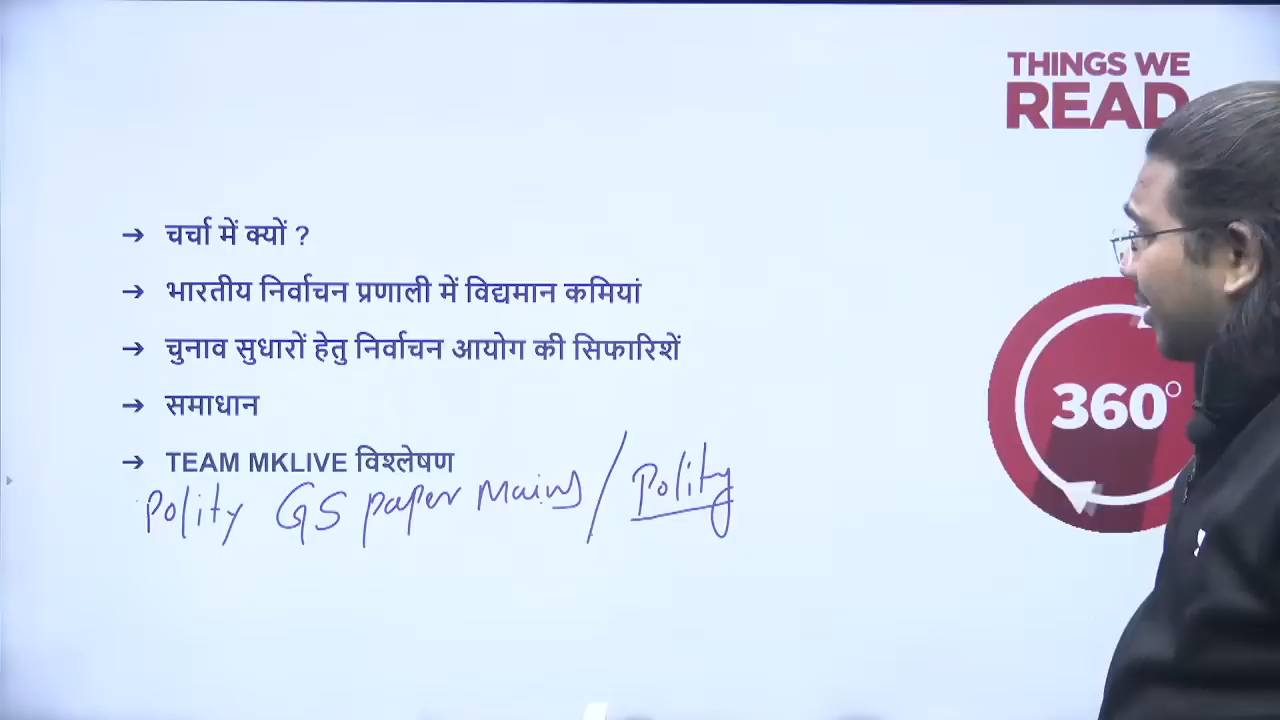 THINGS WE
READ
➔ चर्चा में क्यों ?
➔ भारतीय निर्वाचन प्रणाली में विद्यमान कमियां
➔ चुनाव सुधारों हेतु निर्वाचन आयोग की सिफारिशें
➔ समाधान
➔ TEAM MKLIVE विश्लेषण
Polity GS paper Mains / Polity
360°